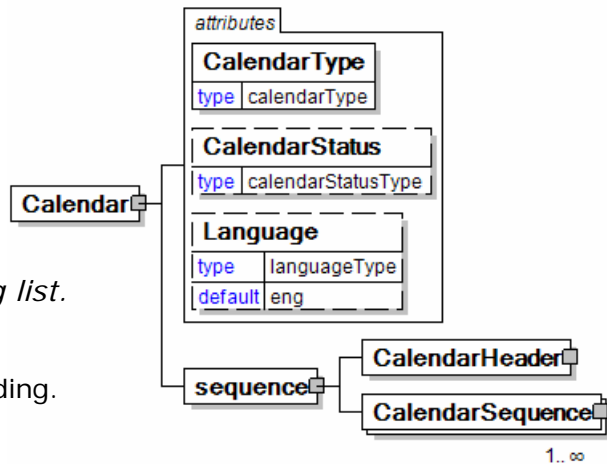 attributes
CalendarType
type calendarType
CalendarStatus
type calendarStatusType
Calendar
Language
type languageType
default eng
g list.
CalendarHeader
sequence
ding.
CalendarSequence
1.. ∞